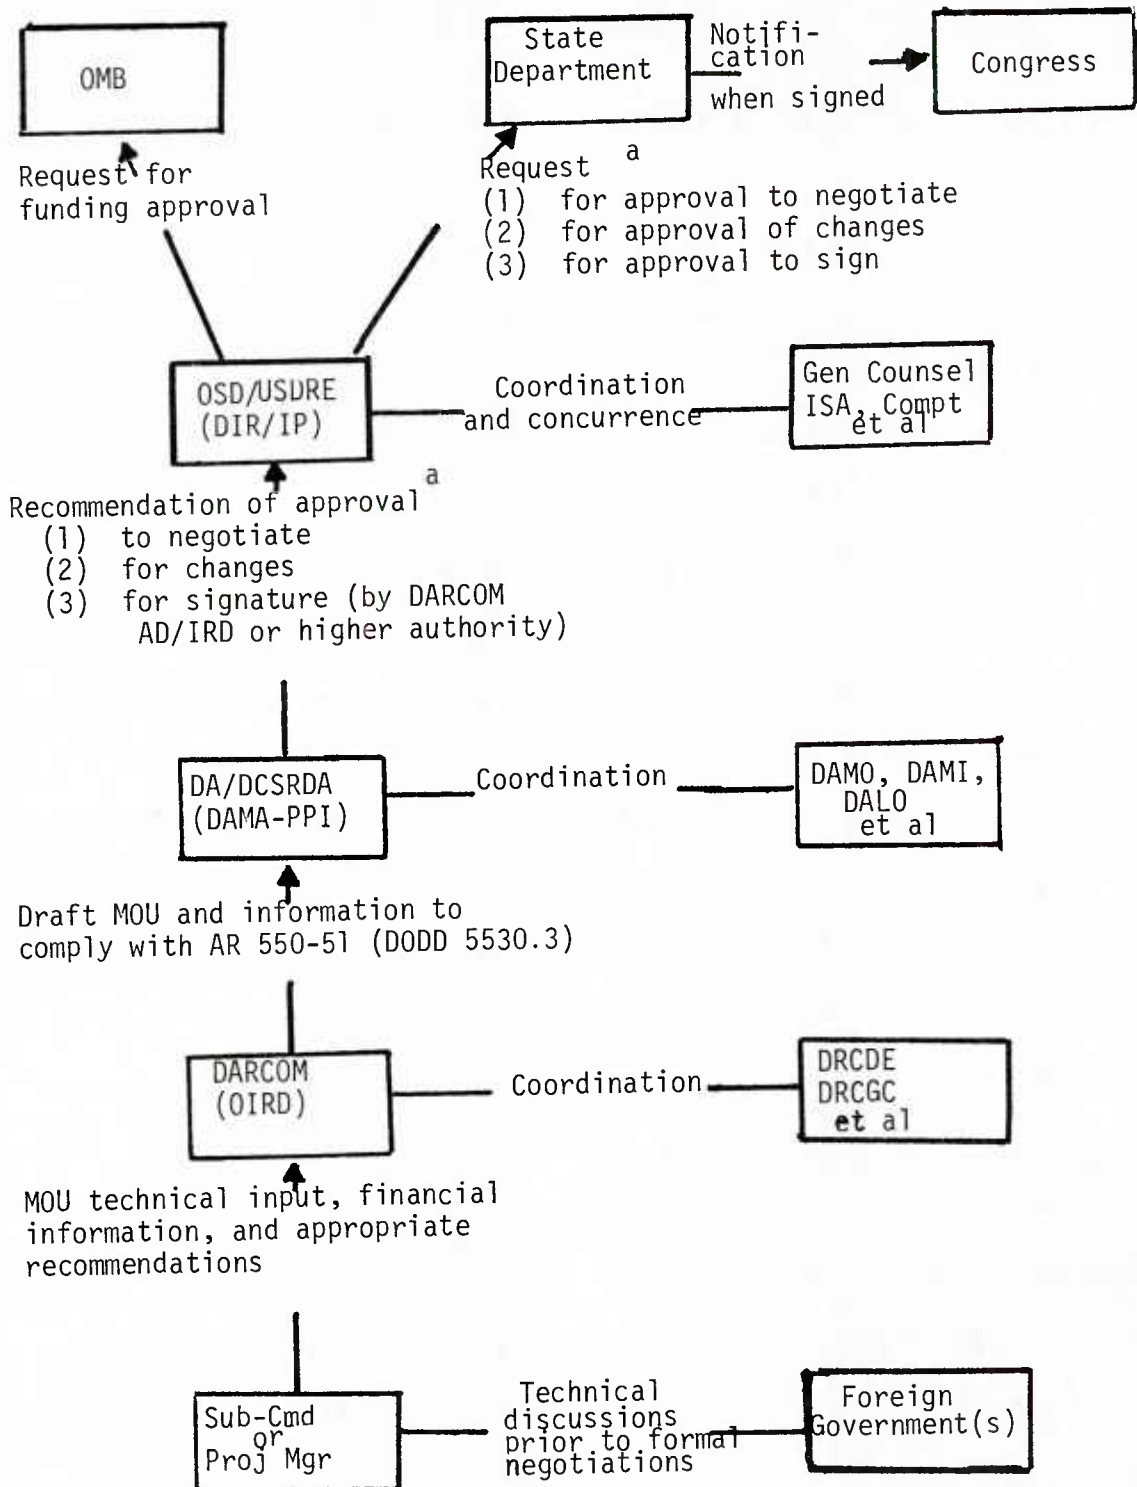 OMB
State
Department
Notifi-
cation
when signed
Congress
Request for
funding approval
Request a
(1) for approval to negotiate
(2) for approval of changes
(3) for approval to sign
OSD/USDRE
(DIR/IP)
Coordination
and concurrence
Gen Counsel
ISA, Compt
et al
Recommendation of approval a
(1) to negotiate
(2) for changes
(3) for signature (by DARCOM
AD/IRD or higher authority)
DA/DCSRDA
(DAMA-PPI)
Coordination
DAMO, DAMI,
DALO
et al
Draft MOU and information to
comply with AR 550-51 (DODD 5530.3)
DARCOM
(OIRD)
Coordination
DRCDE
DRCGC
et al
MOU technical input, financial
information, and appropriate
recommendations
Sub-Cmd
or
Proj Mgr
Technical
discussions
prior to formal
negotiations
Foreign
Government(s)